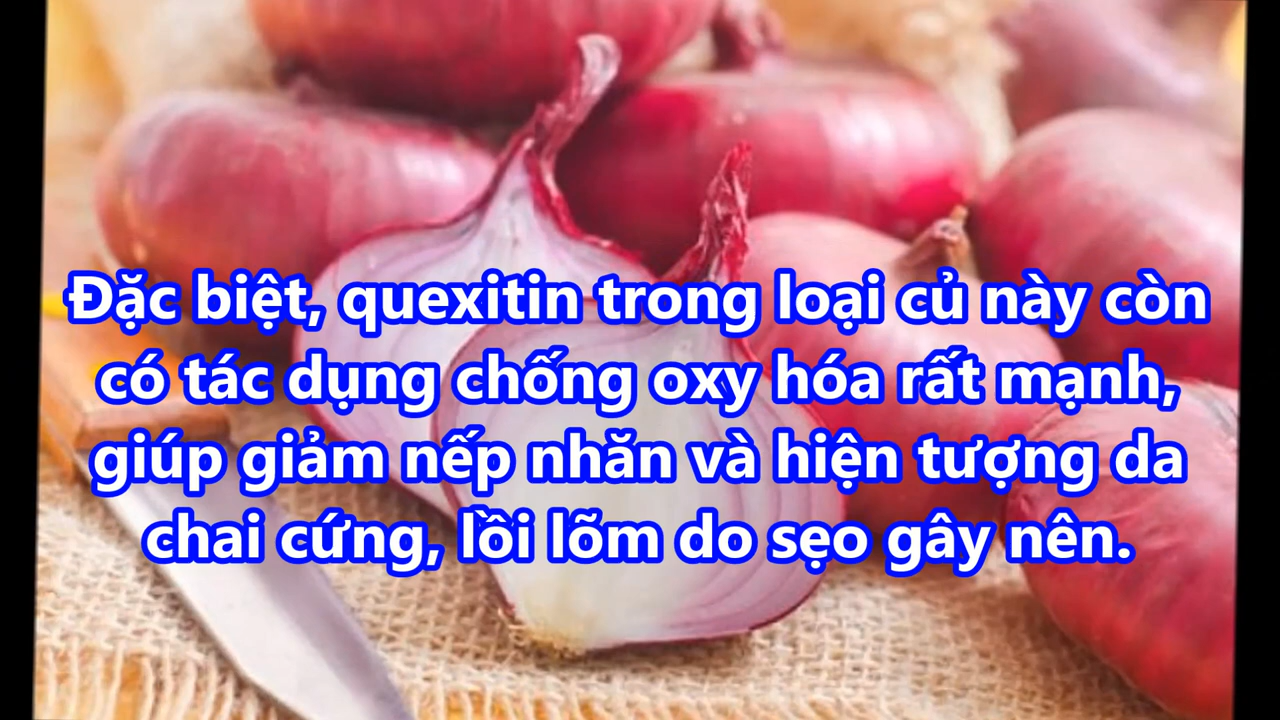 Đặc biệt, quexitin trong loại củ này còn
có tác dụng chống oxy hóa rất mạnh,
giúp giảm nếp nhăn và hiện tượng da
chai cứng, lồi lõm do sẹo gây nên.